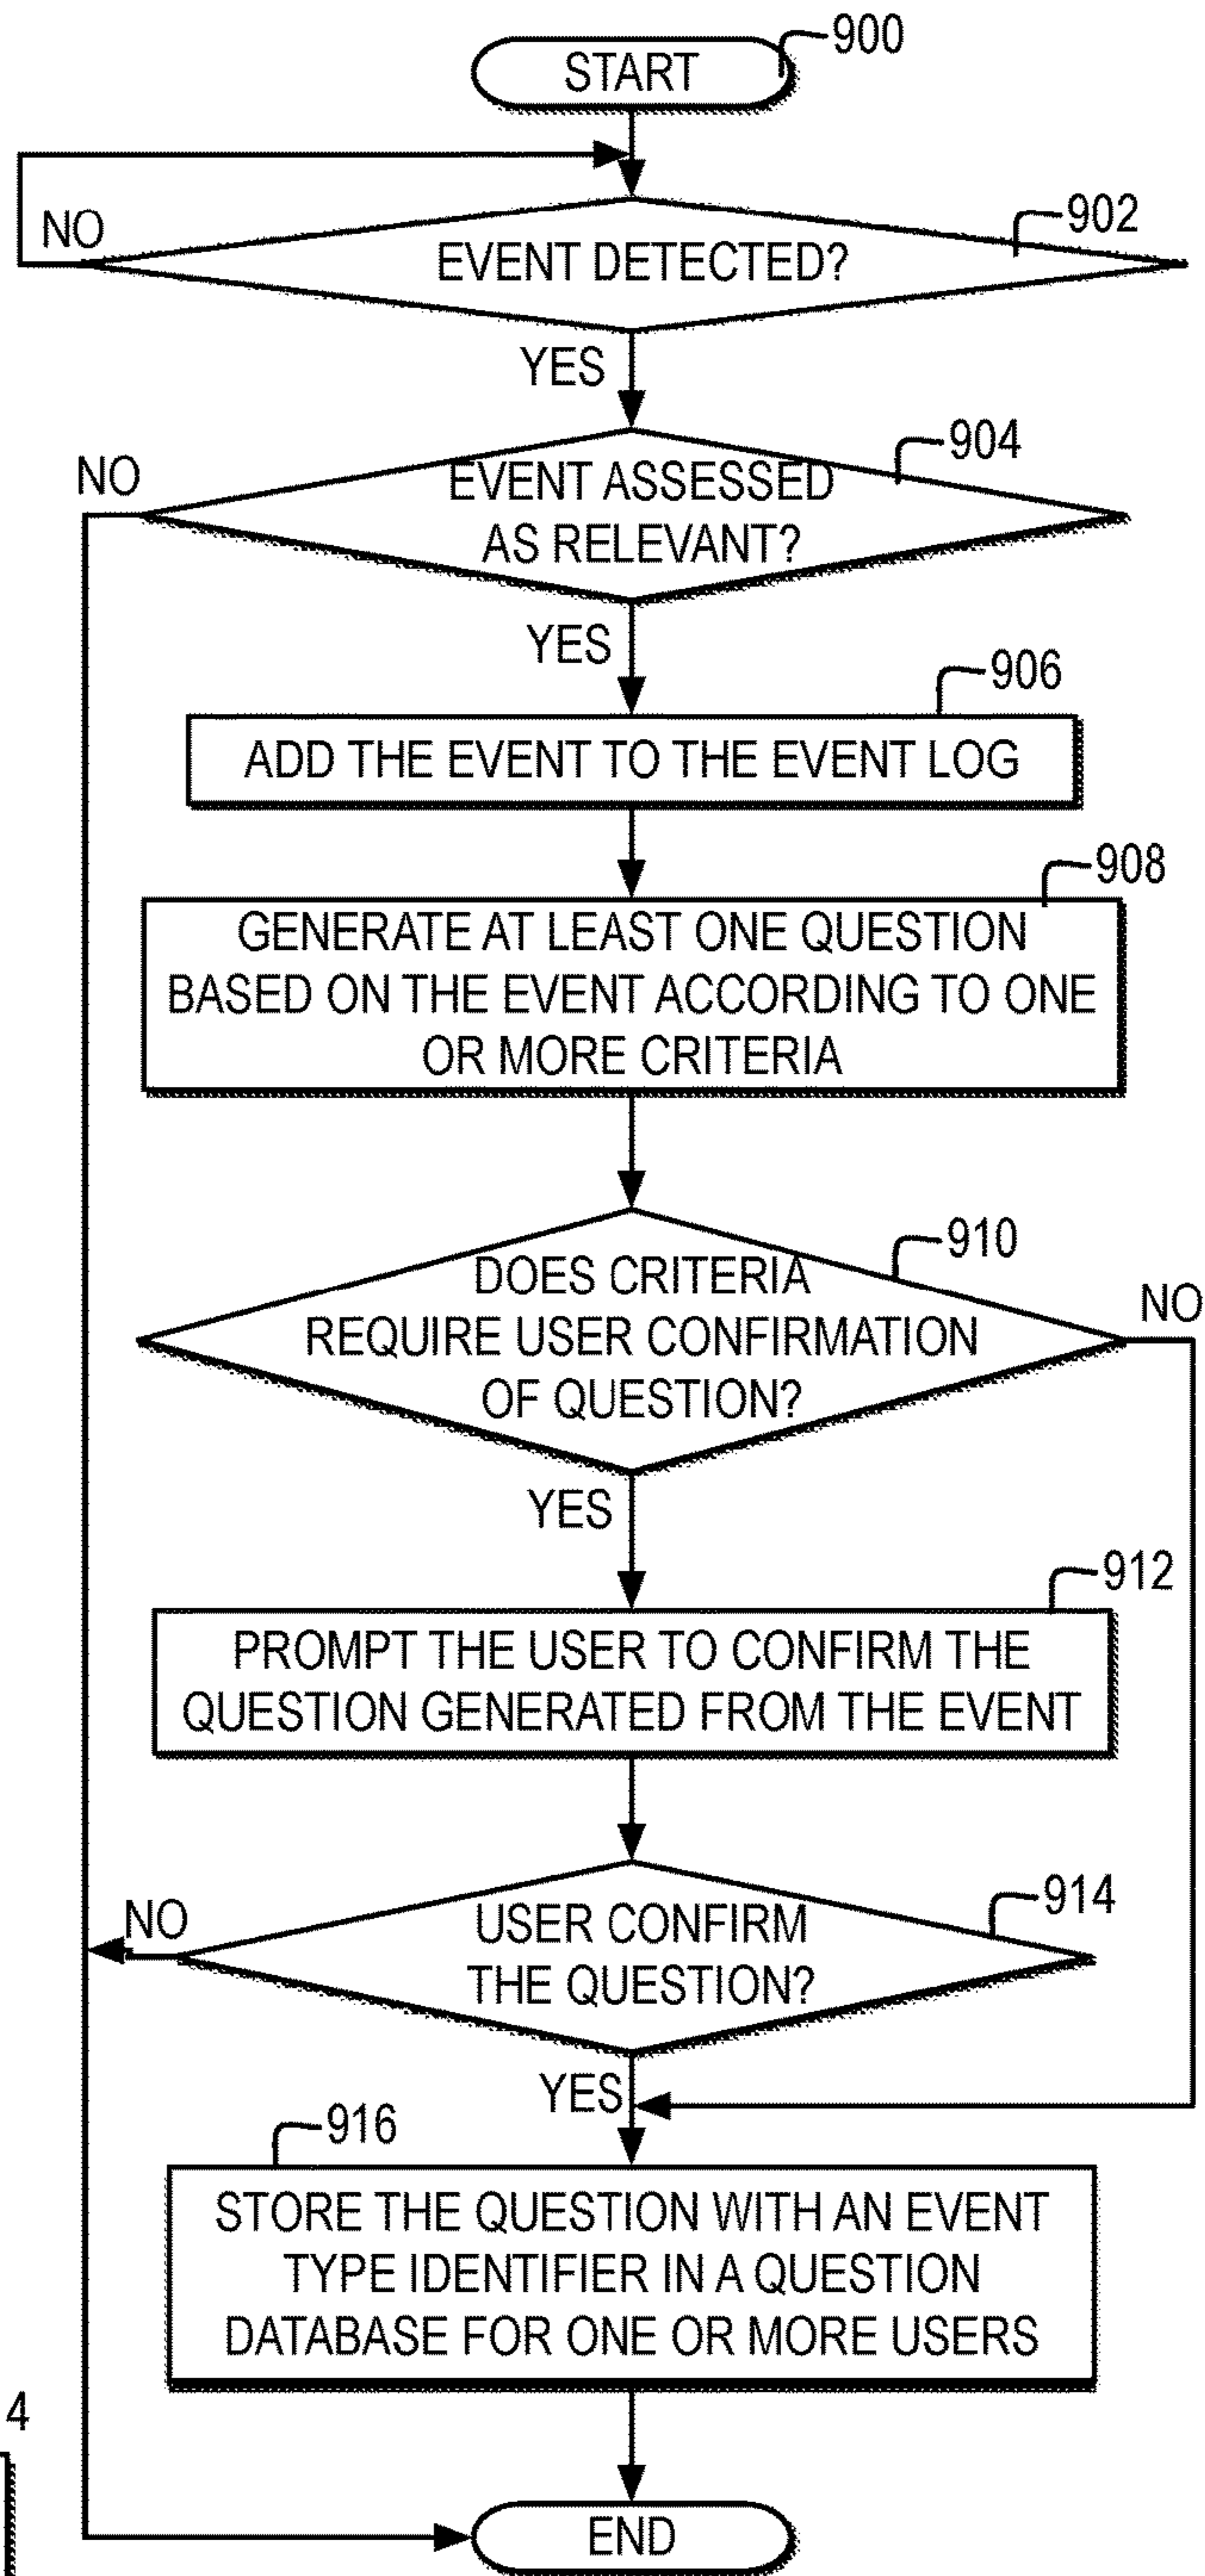 START
900
NO
EVENT DETECTED?
902
YES
904
NO
EVENT ASSESSED
AS RELEVANT?
YES
906
ADD THE EVENT TO THE EVENT LOG
908
GENERATE AT LEAST ONE QUESTION
BASED ON THE EVENT ACCORDING TO ONE
OR MORE CRITERIA
910
DOES CRITERIA
REQUIRE USER CONFIRMATION
OF QUESTION?
NO
YES
912
PROMPT THE USER TO CONFIRM THE
QUESTION GENERATED FROM THE EVENT
914
NO
USER CONFIRM
THE QUESTION?
YES
916
STORE THE QUESTION WITH AN EVENT
TYPE IDENTIFIER IN A QUESTION
DATABASE FOR ONE OR MORE USERS
4
END